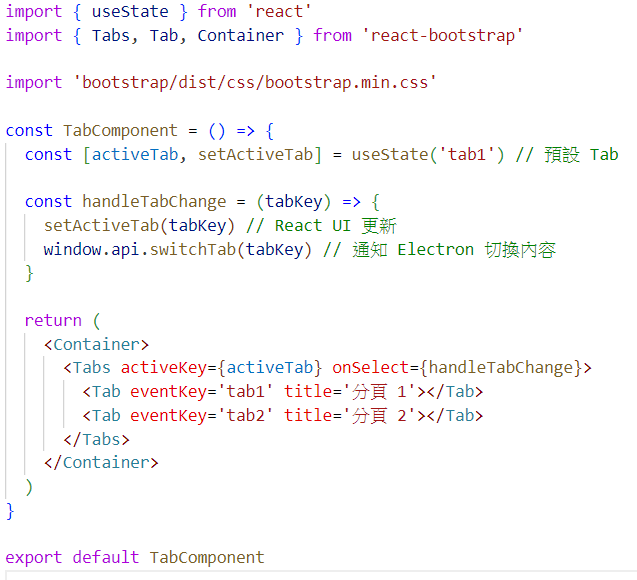 import { useState } from 'react'
import { Tabs, Tab, Container } from 'react-bootstrap'
import 'bootstrap/dist/css/bootstrap.min.css'
const TabComponent = () => {
const [activeTab, setActiveTab] = useState('tab1') // 預設 Tab
const handleTabChange = (tabKey) => {
setActiveTab(tabKey) // React UI 更新
window.api.switchTab(tabKey) // 通知 Electron 切換內容
}
return (
<Container>
<Tabs activeKey={activeTab} onSelect={handleTabChange}>
<Tab eventKey='tab1' title='分頁 1'></Tab>
<Tab eventKey='tab2' title='分頁 2'></Tab>
</Tabs>
</Container>
)
}
export default TabComponent